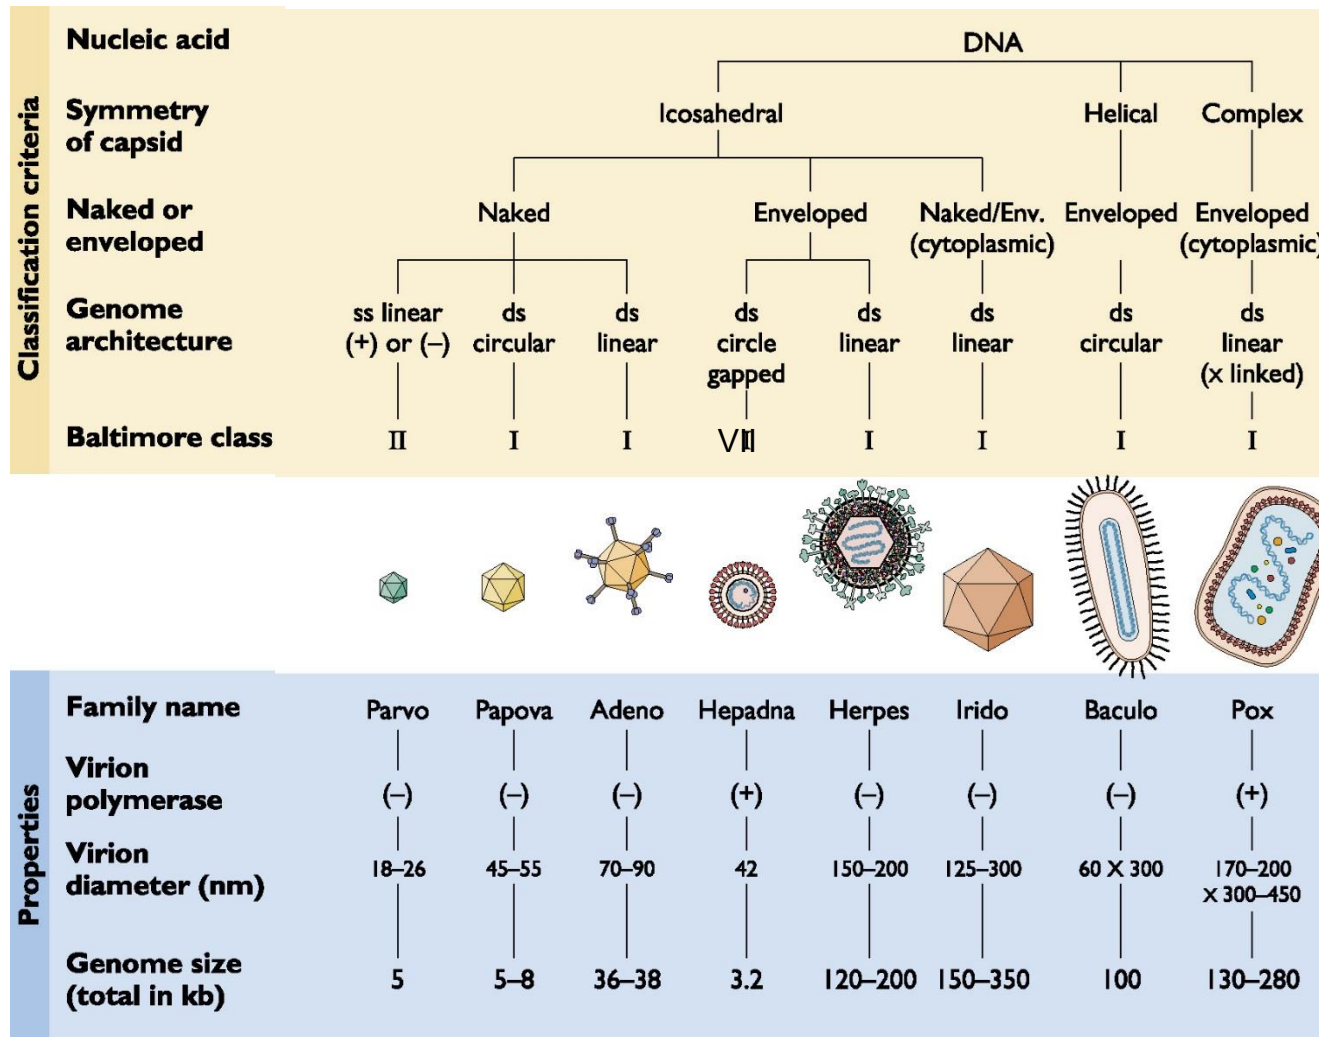 Classification criteria
Nucleic acid
DNA
Symmetry
of capsid
Icosahedral
Helical
Complex
Naked or
enveloped
Naked
Enveloped
Naked/Env.
(cytoplasmic)
Enveloped
Enveloped
(cytoplasmic)
Genome
architecture
ss linear
(+) or (–)
ds
circular
ds
linear
ds
circle
gapped
ds
linear
ds
linear
ds
circular
ds
linear
(x linked)
Baltimore class
II
I
I
VII
I
I
I
I
Properties
Family name
Parvo
Papova
Adeno
Hepadna
Herpes
Irido
Baculo
Pox
Virion
polymerase
(–)
(–)
(–)
(+)
(–)
(–)
(–)
(+)
Virion
diameter (nm)
18–26
45–55
70–90
42
150–200
125–300
60 X 300
170–200
X 300–450
Genome size
(total in kb)
5
5–8
36–38
3.2
120–200
150–350
100
130–280